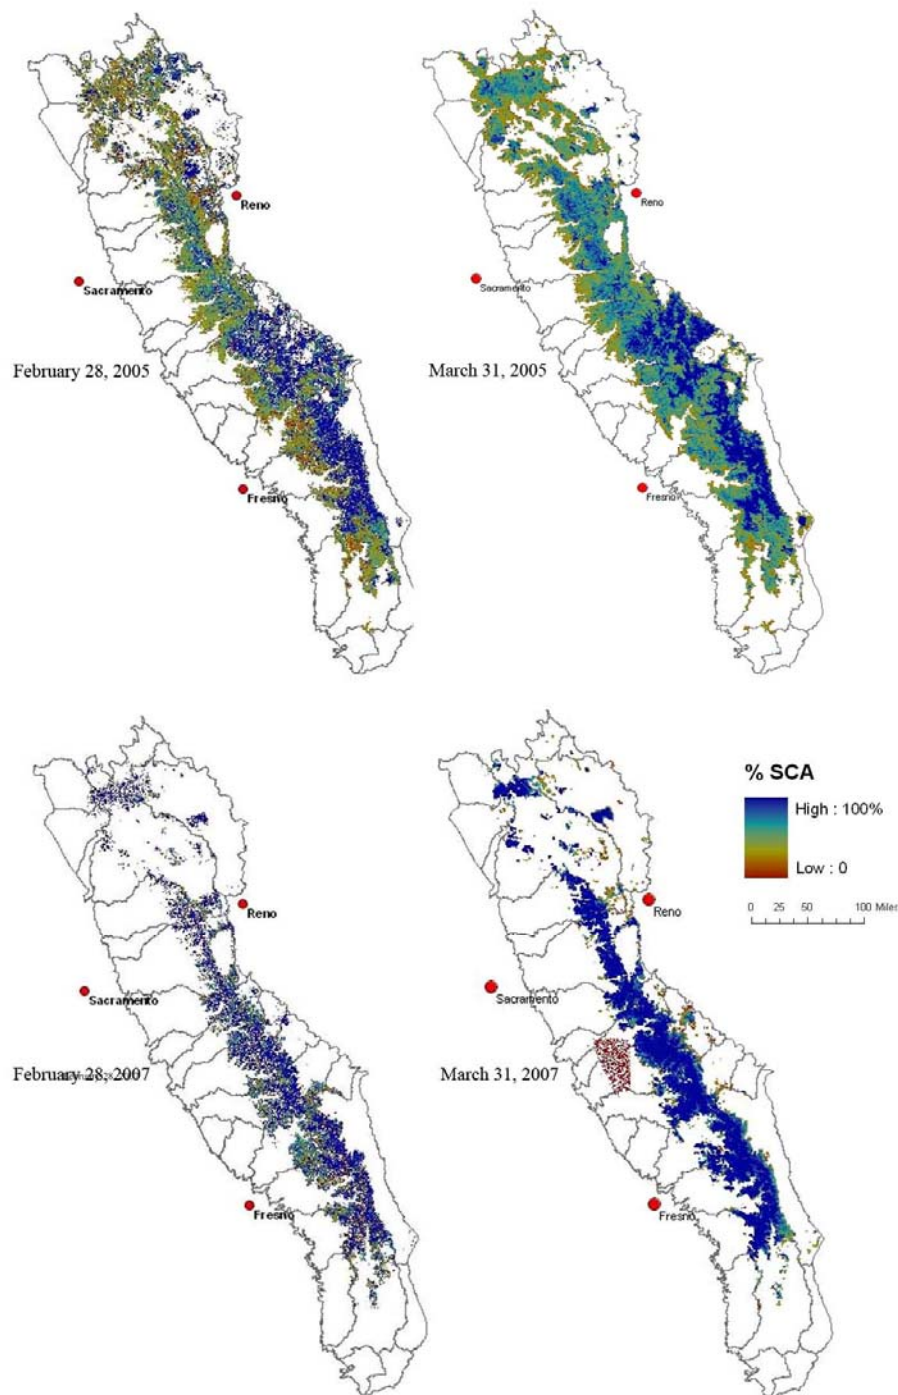 Reno
Sacramento
February 28, 2005
Fresno
Reno
Sacramento
March 31, 2005
Fresno
Reno
Sacramento
February 28, 2007
Fresno
% SCA
High : 100%
Low : 0
0 25 50 100 Miles
Reno
Sacramento
March 31, 2007
Fresno